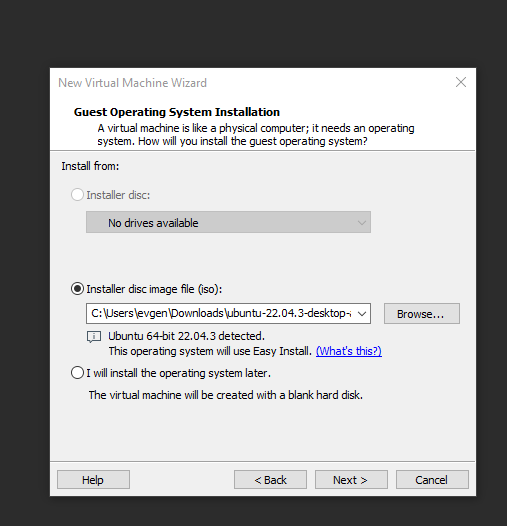 New Virtual Machine Wizard
Guest Operating System Installation
A virtual machine is like a physical computer; it needs an operating
system. How will you install the guest operating system?
Install from:
Installer disc:
No drives available
Installer disc image file (iso):
C:\Users\evgen\Downloads\ubuntu-22.04.3-desktop-
Browse...
Ubuntu 64-bit 22.04.3 detected.
This operating system will use Easy Install. (What's this?)
I will install the operating system later.
The virtual machine will be created with a blank hard disk.
Help
< Back
Next >
Cancel